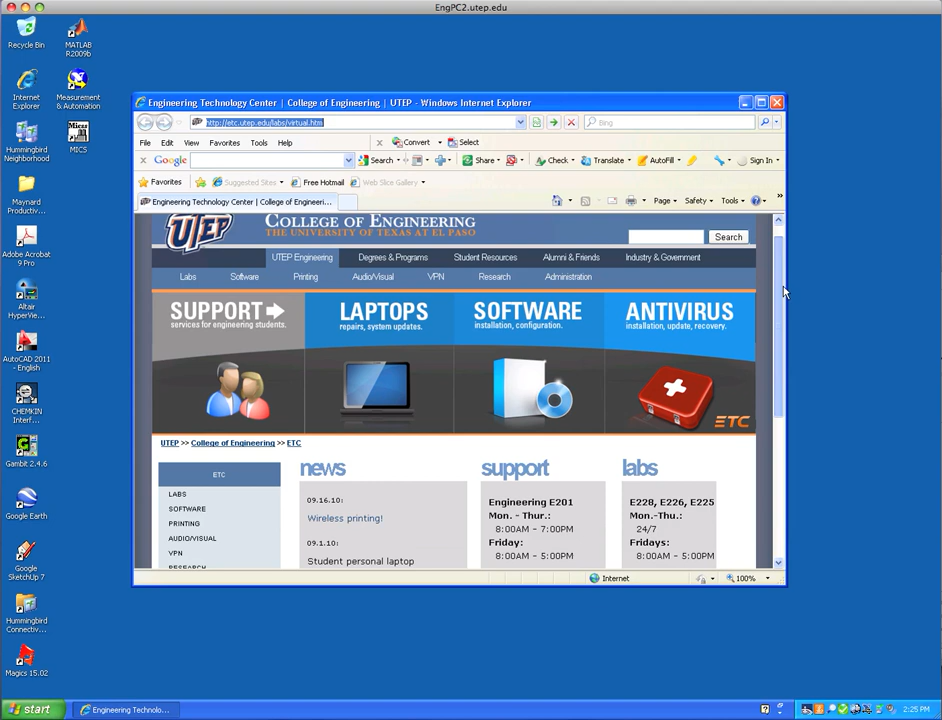 EngPC2.utep.edu
Recycle Bin
MATLAB
R2009b
Internet
Explorer
Measurement
& Automation
Hummingbird
Neighborhood
MICS
Maynard
Productiv...
Adobe Acrobat
9 Pro
Altair
HyperVie...
AutoCAD 2011
- English
CHEMKIN
Interf...
Gambit 2.4.6
Google Earth
Google
SketchUp 7
Hummingbird
Connectiv...
Magics 15.02
Engineering Technology Center | College of Engineering | UTEP - Windows Internet Explorer
http://etc.utep.edu/labs/virtual.htm
Bing
File Edit View Favorites Tools Help
Convert Select
Google Search Share Check Translate AutoFill Sign In
Favorites Suggested Sites Free Hotmail Web Slice Gallery
Engineering Technology Center | College of Engineeri...
Page Safety Tools
UTEP
COLLEGE OF ENGINEERING
THE UNIVERSITY OF TEXAS AT EL PASO
Search
UTEP Engineering Degrees & Programs Student Resources Alumni & Friends Industry & Government
Labs Software Printing Audio/Visual VPN Research Administration
SUPPORT
services for engineering students.
LAPTOPS
repairs, system updates.
SOFTWARE
installation, configuration.
ANTIVIRUS
installation, update, recovery.
ETC
UTEP >> College of Engineering >> ETC
ETC
LABS
SOFTWARE
PRINTING
AUDIO/VISUAL
VPN
RESEARCH
news
09.16.10:
Wireless printing!
09.1.10:
Student personal laptop
support
Engineering E201
Mon. - Thur.:
8:00AM - 7:00PM
Friday:
8:00AM - 5:00PM
labs
E228, E226, E225
Mon.-Thu.:
24/7
Fridays:
8:00AM - 5:00PM
Internet
100%
start
Engineering Technolo...
2:25 PM